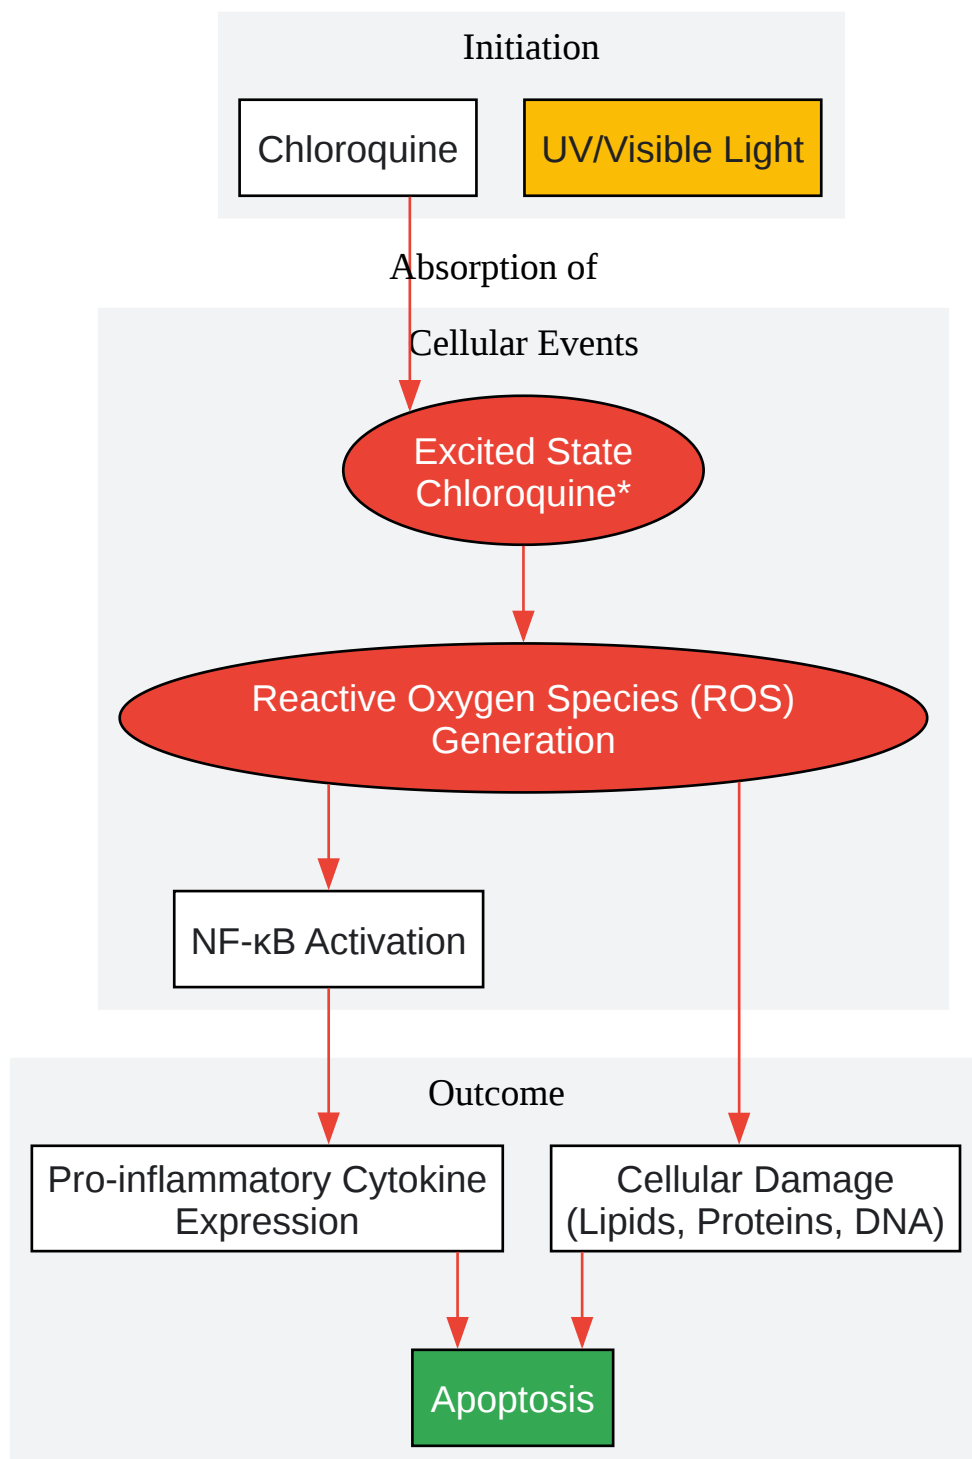 Initiation
Chloroquine
UV/Visible Light
Absorption of
Cellular Events
Excited State
Chloroquine*
Reactive Oxygen Species (ROS)
Generation
NF-κB Activation
Outcome
Pro-inflammatory Cytokine
Expression
Cellular Damage
(Lipids, Proteins, DNA)
Apoptosis